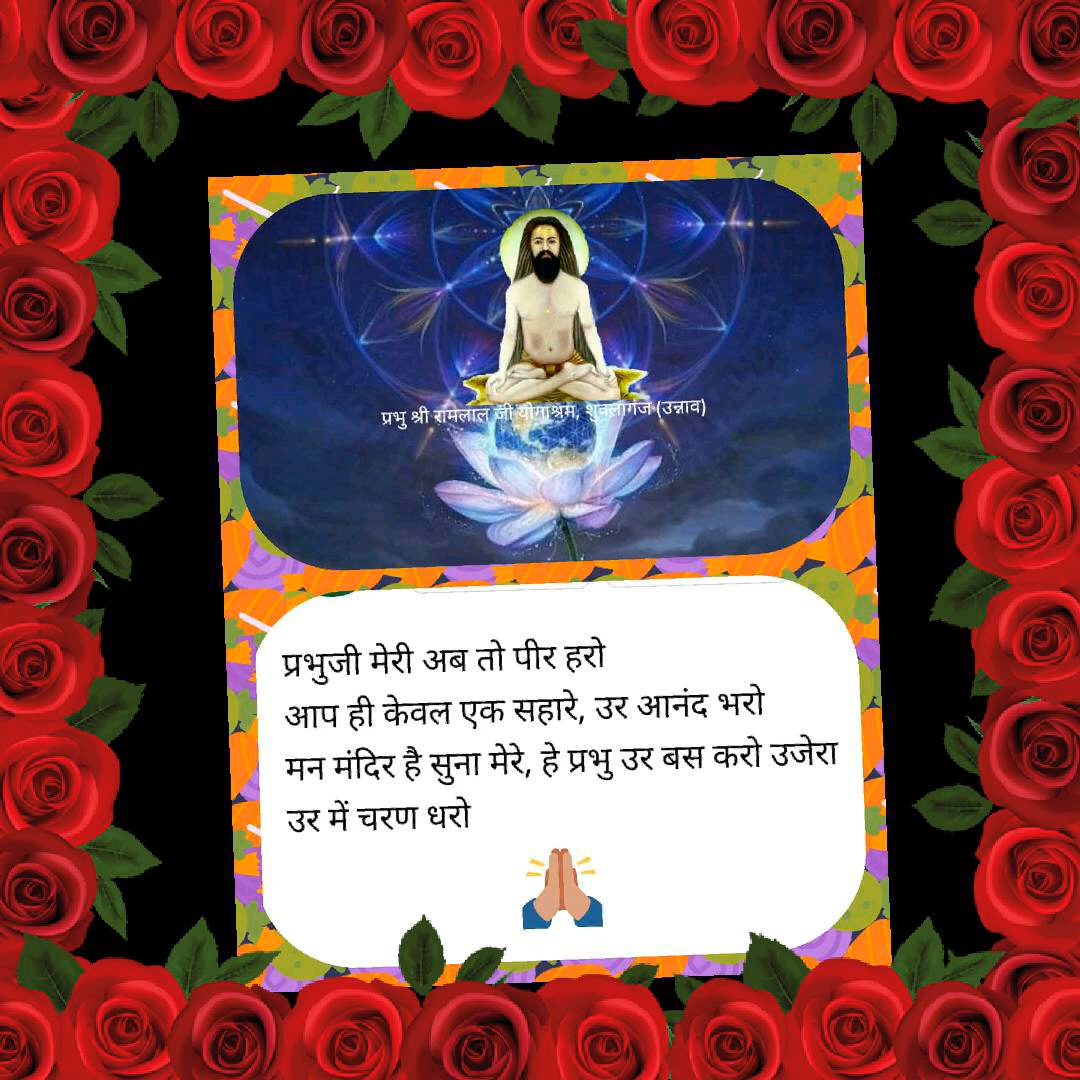 प्रभु श्री रामलाल जी योगाश्रम, शुक्लागंज (उन्नाव)
प्रभुजी मेरी अब तो पीर हरो
आप ही केवल एक सहारे, उर आनंद भरो
मन मंदिर है सुना मेरे, हे प्रभु उर बस करो उजेरा
उर में चरण धरो